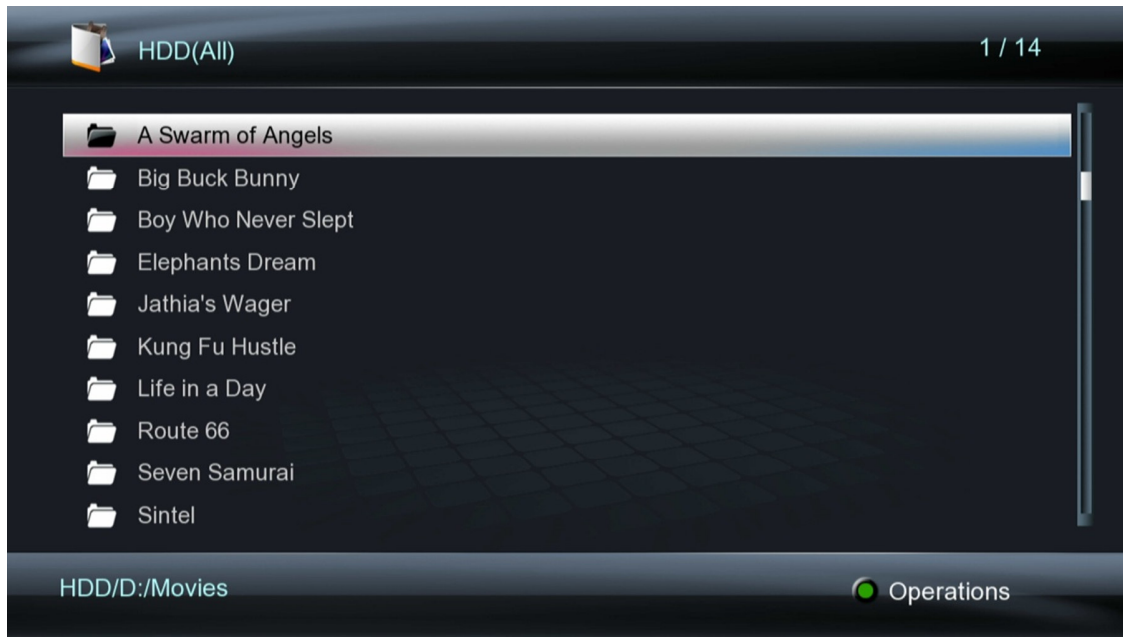 HDD(All)
1 / 14
A Swarm of Angels
Big Buck Bunny
Boy Who Never Slept
Elephants Dream
Jathia's Wager
Kung Fu Hustle
Life in a Day
Route 66
Seven Samurai
Sintel
HDD/D:/Movies
Operations